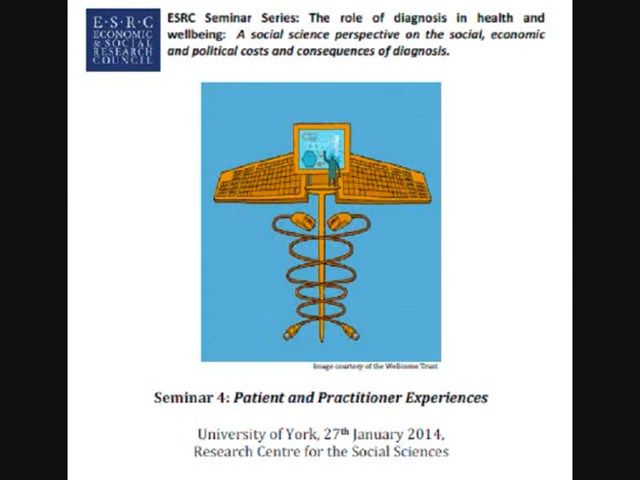 E·S·R·C
ECONOMIC
& SOCIAL
RESEARCH
COUNCIL
ESRC Seminar Series: The role of diagnosis in health and
wellbeing: A social science perspective on the social, economic
and political costs and consequences of diagnosis.
Image courtesy of the Wellcome Trust
Seminar 4: Patient and Practitioner Experiences
University of York, 27th January 2014,
Research Centre for the Social Sciences